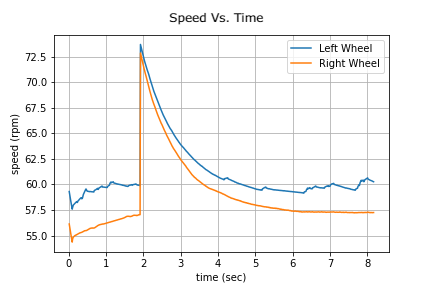 Speed Vs. Time
Left Wheel
Right Wheel
72.5
70.0
67.5
65.0
62.5
60.0
57.5
55.0
speed (rpm)
0 1 2 3 4 5 6 7 8
time (sec)